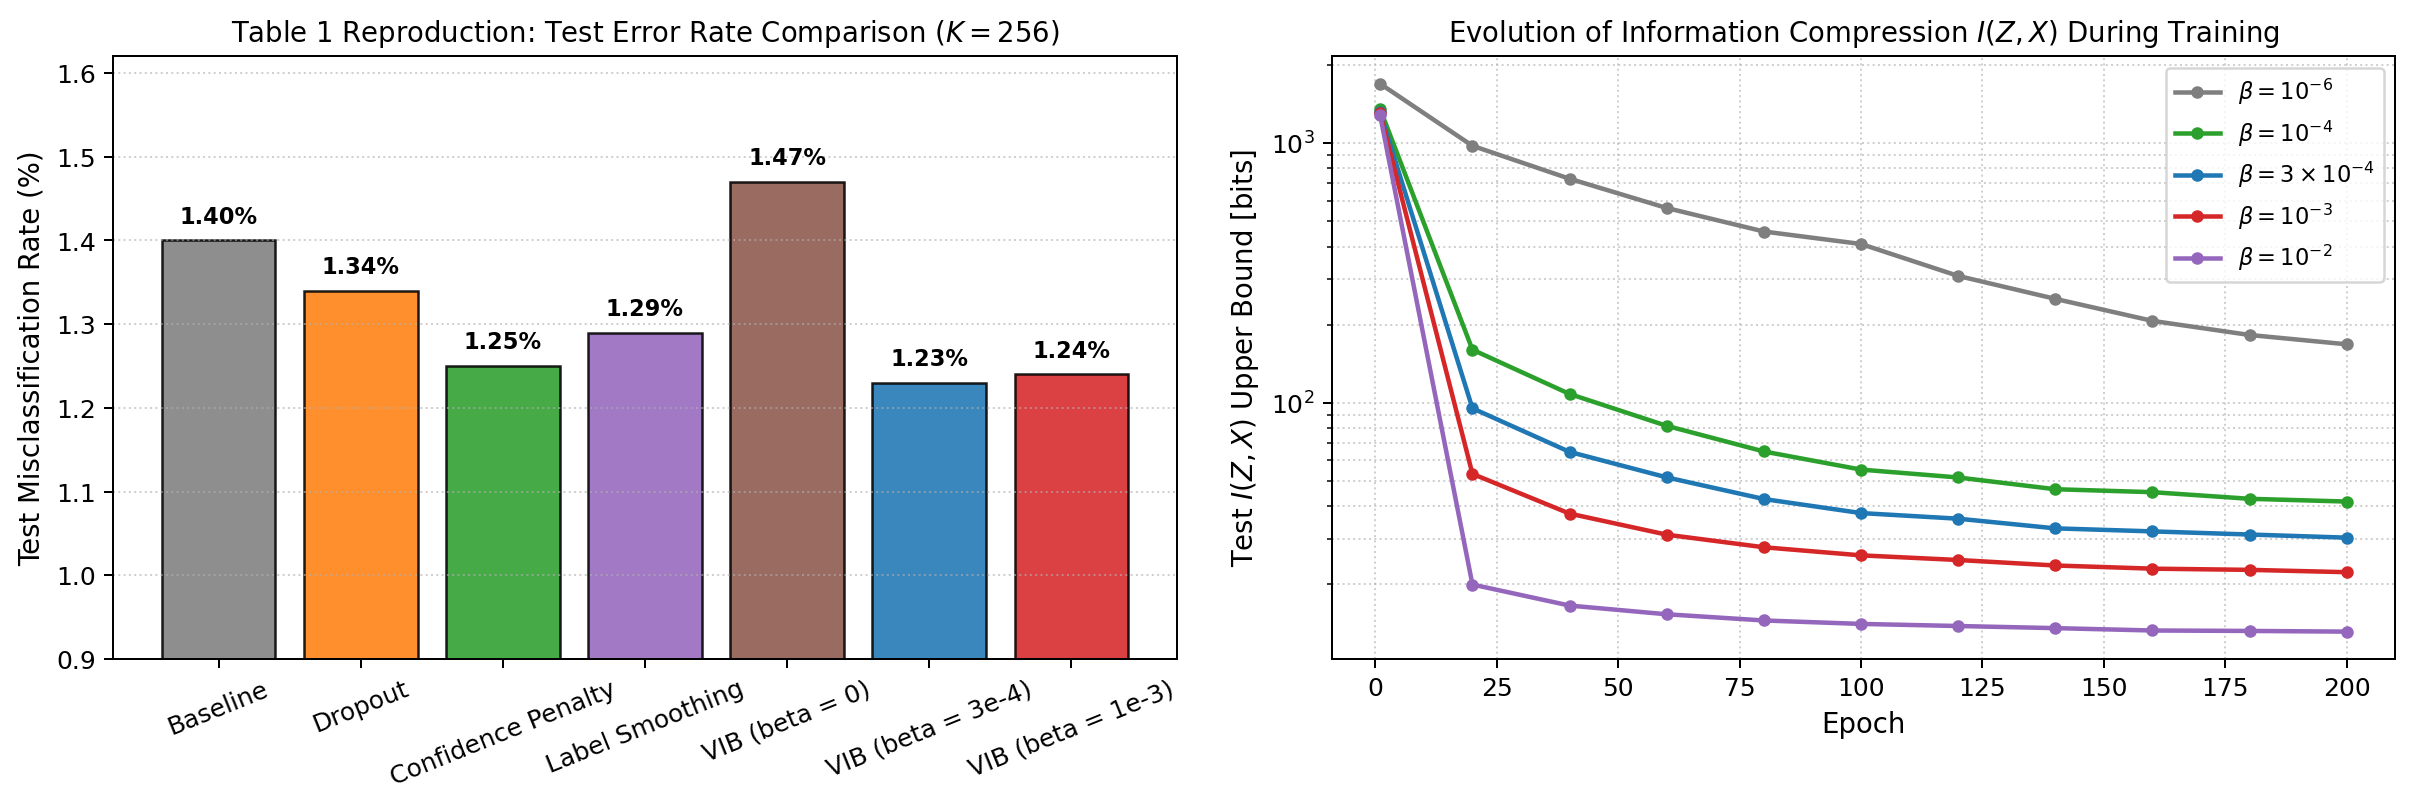 Table 1 Reproduction: Test Error Rate Comparison (K = 256)
Test Misclassification Rate (%)
1.6
1.5
1.4
1.3
1.2
1.1
1.0
0.9
1.40%
1.34%
1.25%
1.29%
1.47%
1.23%
1.24%
Baseline
Dropout
Confidence Penalty
Label Smoothing
VIB (beta = 0)
VIB (beta = 3e-4)
VIB (beta = 1e-3)
Evolution of Information Compression I(Z, X) During Training
Test I(Z, X) Upper Bound [bits]
10³
10²
β = 10⁻⁶
β = 10⁻⁴
β = 3 × 10⁻⁴
β = 10⁻³
β = 10⁻²
0 25 50 75 100 125 150 175 200
Epoch